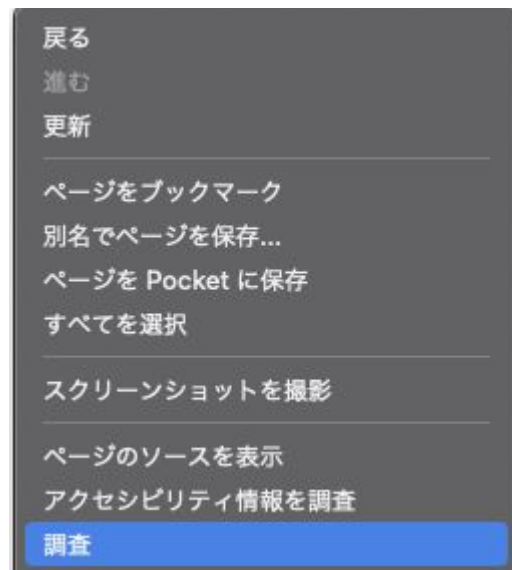 戻る
進む
更新
ページをブックマーク
別名でページを保存...
ページを Pocket に保存
すべてを選択
スクリーンショットを撮影
ページのソースを表示
アクセシビリティ情報を調査
調査